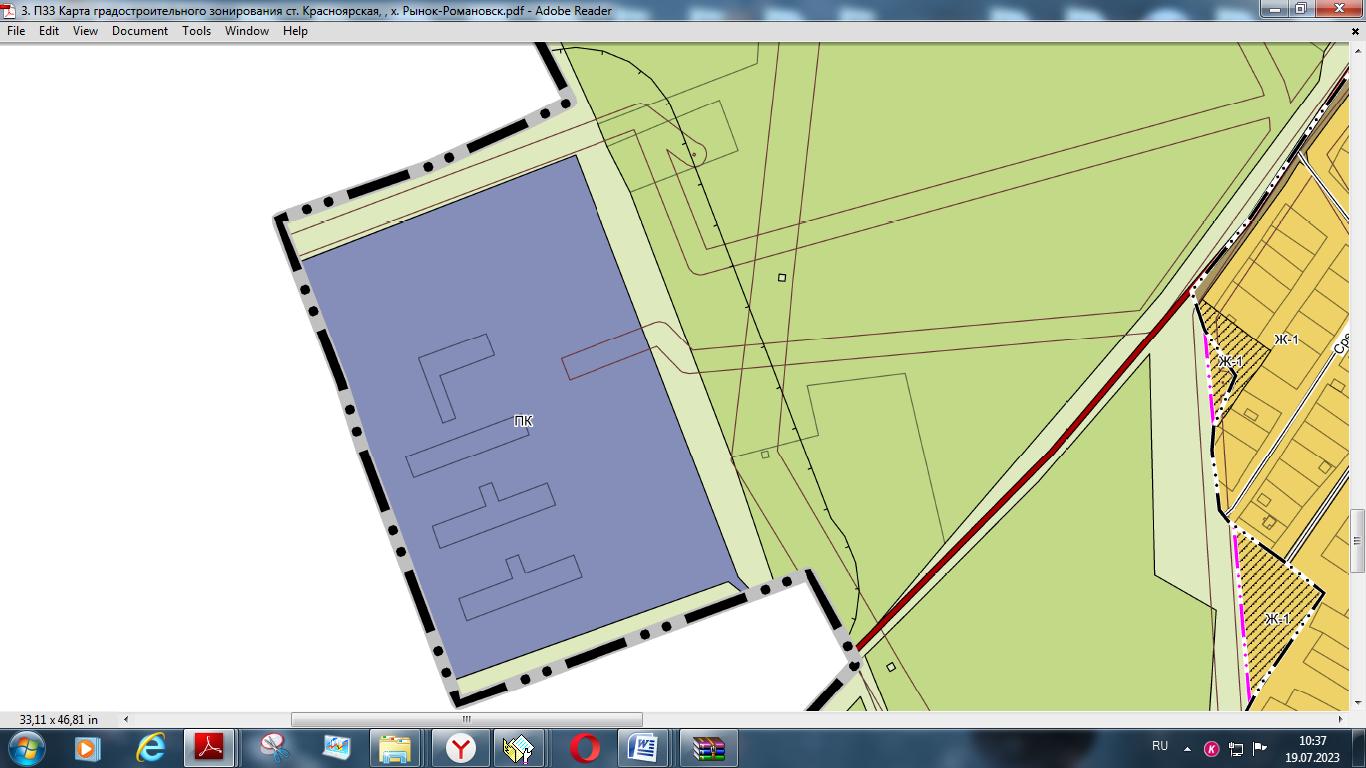 3. ПЗЗ Карта градостроительного зонирования ст. Красноярская, , х. Рынок-Романовск.pdf - Adobe Reader
File Edit View Document Tools Window Help
Ж-1
Ж-1
ПК
Ж-1
33,11 x 46,81 in
RU
10:37
19.07.2023